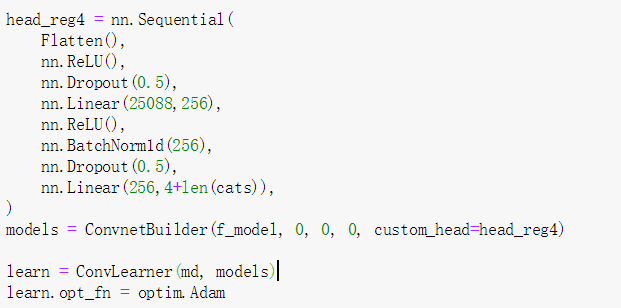 head_reg4 = nn.Sequential(
    Flatten(),
    nn.ReLU(),
    nn.Dropout(0.5),
    nn.Linear(25088,256),
    nn.ReLU(),
    nn.BatchNorm1d(256),
    nn.Dropout(0.5),
    nn.Linear(256,4+len(cats)),
)
models = ConvnetBuilder(f_model, 0, 0, 0, custom_head=head_reg4)

learn = ConvLearner(md, models)
learn.opt_fn = optim.Adam